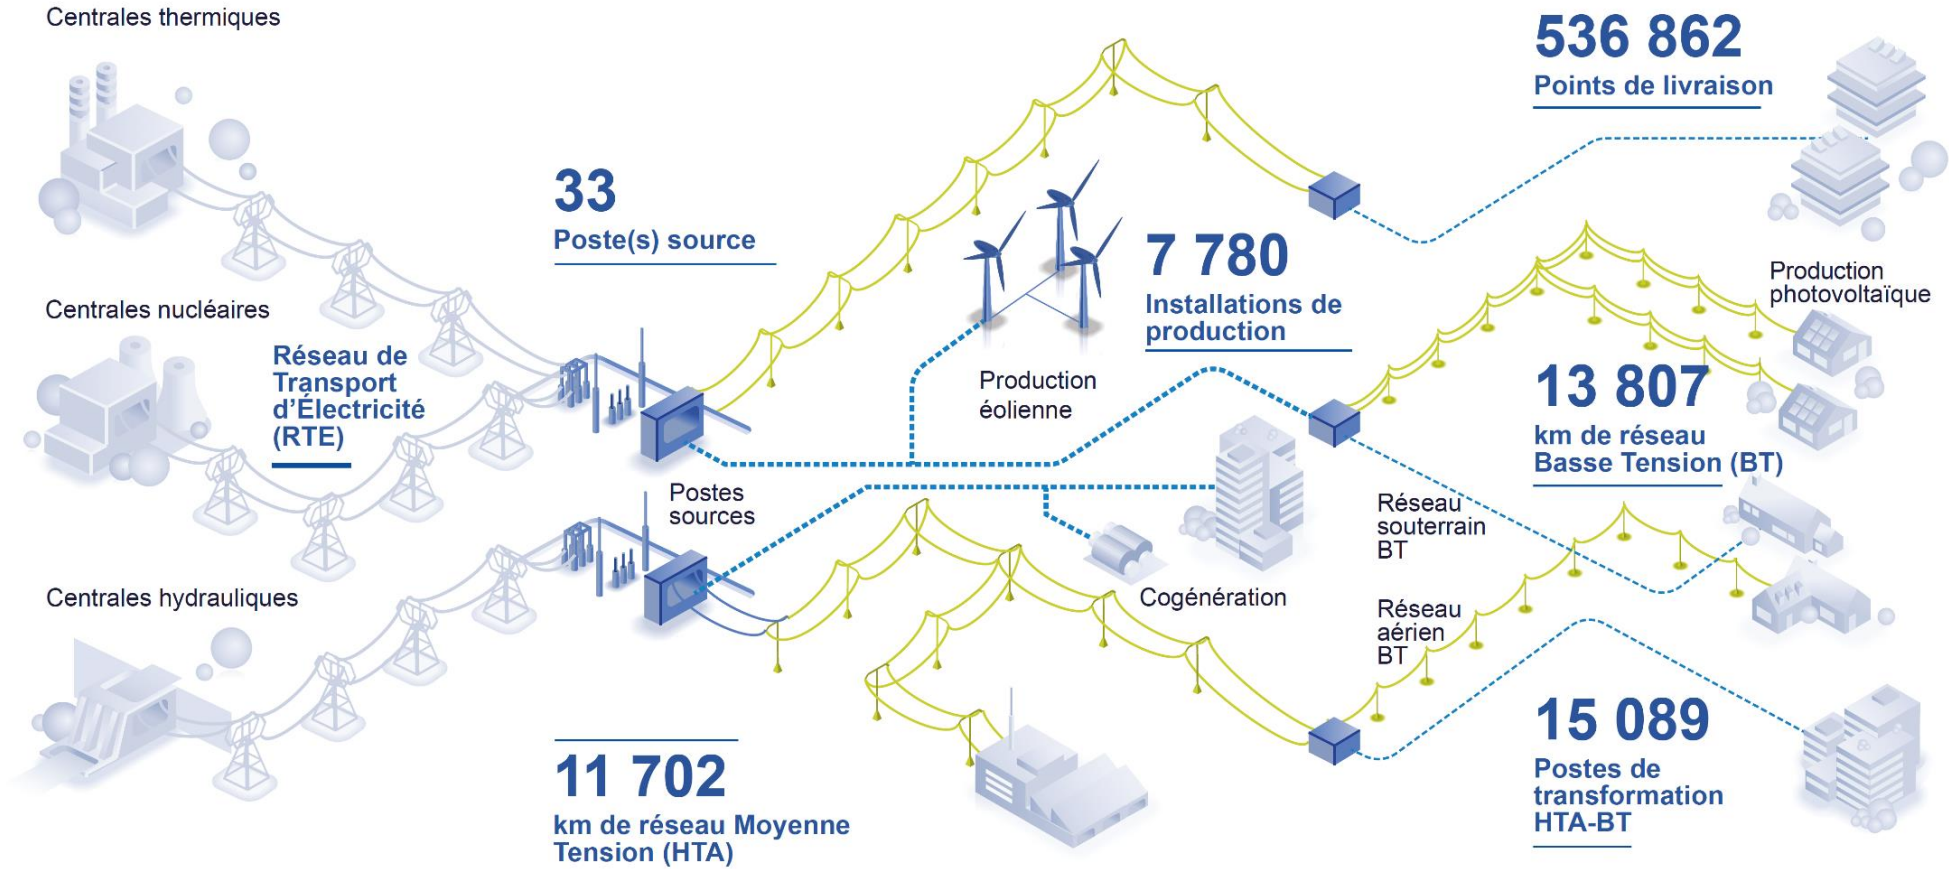 Centrales thermiques
536 862
Points de livraison
33
Poste(s) source
7 780
Installations de
production
Production
photovoltaïque
Centrales nucléaires
Réseau de
Transport
d’Électricité
(RTE)
Production
éolienne
13 807
km de réseau
Basse Tension (BT)
Postes
sources
Réseau
souterrain
BT
Centrales hydrauliques
Cogénération
Réseau
aérien
BT
11 702
km de réseau Moyenne
Tension (HTA)
15 089
Postes de
transformation
HTA-BT